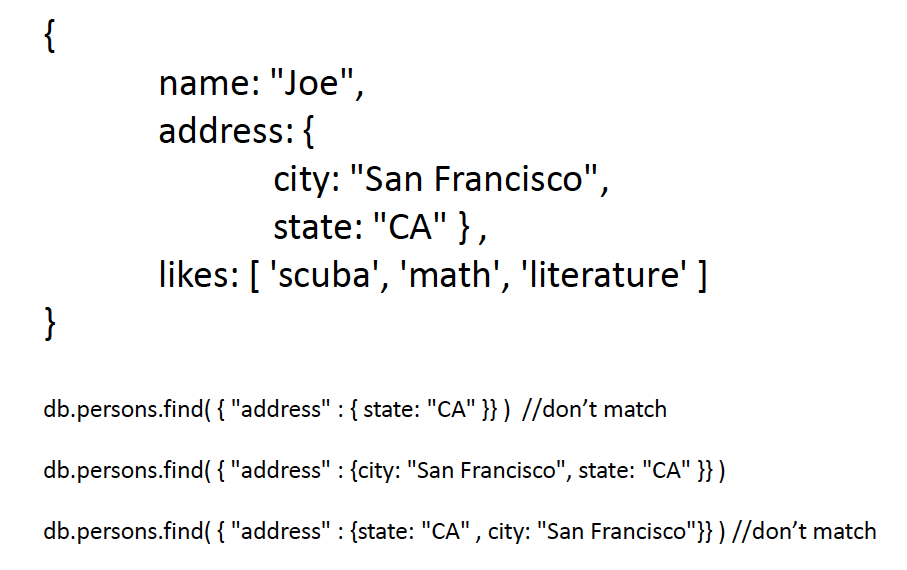 {
name: "Joe",
address: {
city: "San Francisco",
state: "CA" } ,
likes: [ 'scuba', 'math', 'literature' ]
}
db.persons.find( { "address" : { state: "CA" }} )  //don’t match
db.persons.find( { "address" : {city: "San Francisco", state: "CA" }} )
db.persons.find( { "address" : {state: "CA" , city: "San Francisco"}} ) //don’t match